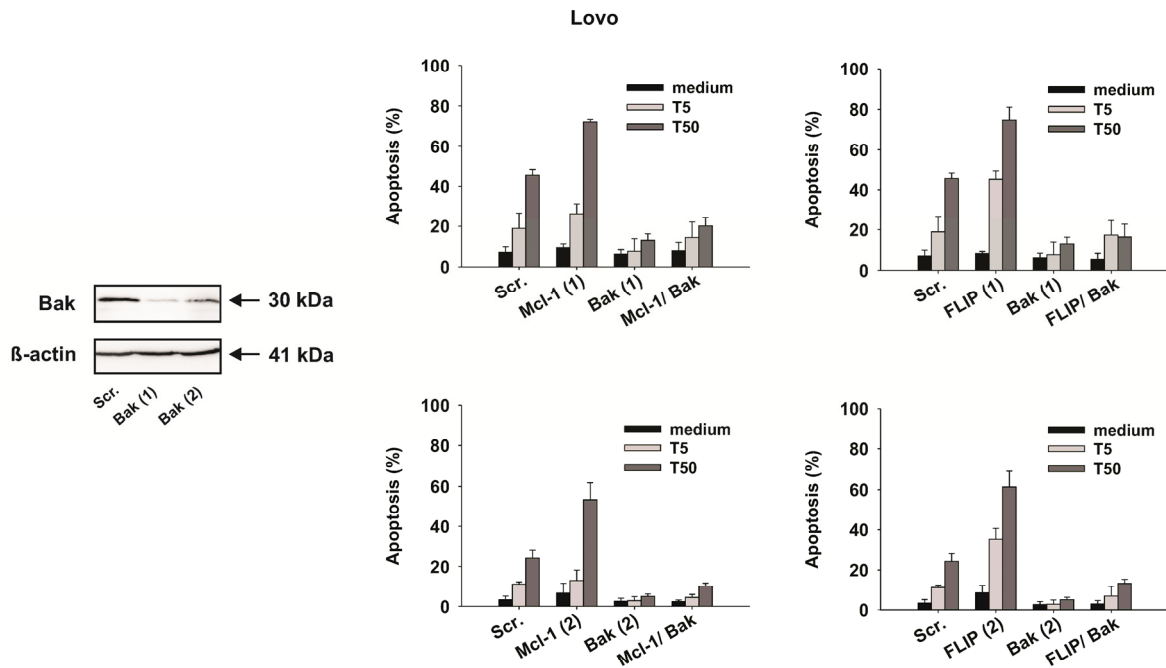 Lovo
Bak
30 kDa
ß-actin
41 kDa
Scr.
Bak (1)
Bak (2)
Apoptosis (%)
100
80
60
40
20
0
medium
T5
T50
Scr.
Mcl-1 (1)
Bak (1)
Mcl-1/ Bak
Apoptosis (%)
100
80
60
40
20
0
medium
T5
T50
Scr.
FLIP (1)
Bak (1)
FLIP/ Bak
Apoptosis (%)
100
80
60
40
20
0
medium
T5
T50
Scr.
Mcl-1 (2)
Bak (2)
Mcl-1/ Bak
Apoptosis (%)
100
80
60
40
20
0
medium
T5
T50
Scr.
FLIP (2)
Bak (2)
FLIP/ Bak